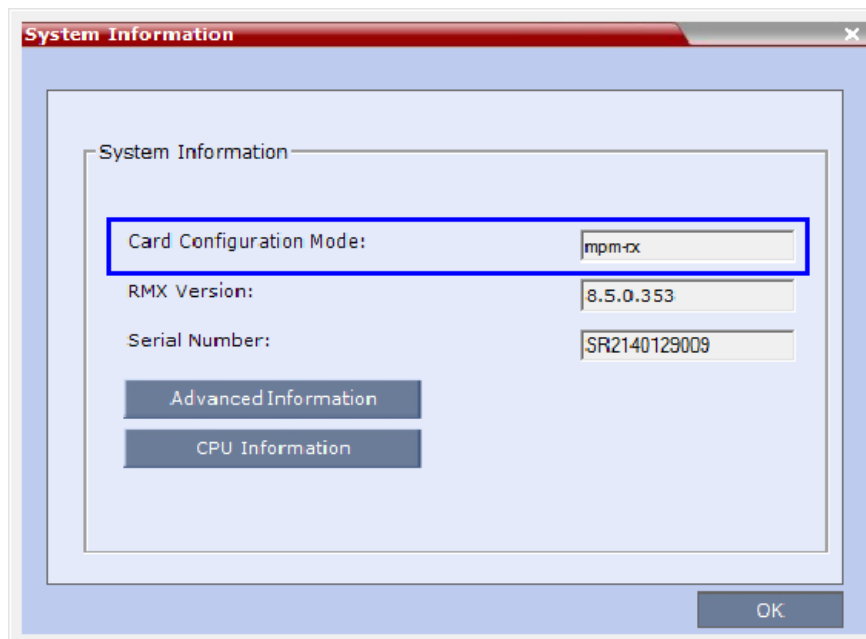 System Information
System Information
Card Configuration Mode: mpm-rx
RMX Version: 8.5.0.353
Serial Number: SR2140129009
Advanced Information
CPU Information
OK